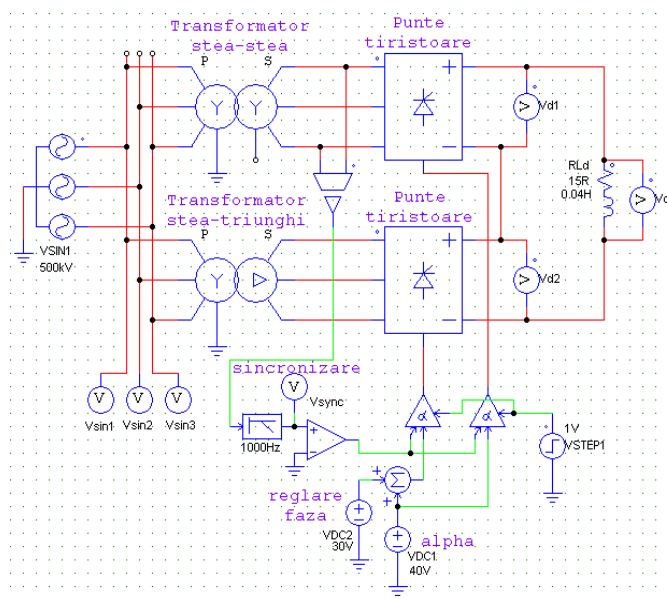 Transformator
stea-stea
Punte
tiristoare
P
S
Y
Y
V
Vd1
RLd
15R
0.04H
V
Transformator
stea-triunghi
Punte
tiristoare
P
S
Y
V
Vd2
VSIN1
500kV
V
V
V
Vsin1
Vsin2
Vsin3
sincronizare
V
Vsync
1000Hz
α
α
1V
VSTEP1
Σ
reglare
faza
VDC2
30V
alpha
VDC1
40V